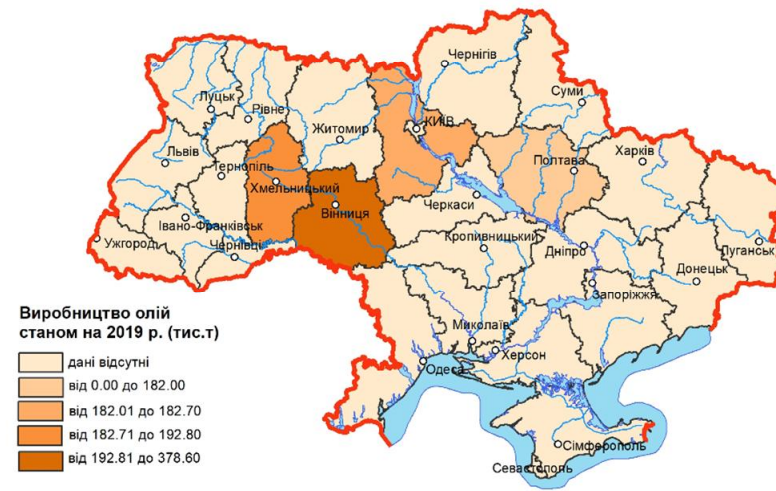 Чернігів
Суми
Луцьк
Рівне
КИЇВ
Житомир
Харків
Львів
Полтава
Тернопіль
Хмельницький
Черкаси
Вінниця
Івано-Франківськ
Кропивницький
Ужгород
Чернівці
Дніпро
Луганськ
Донецьк
Запоріжжя
Миколаїв
Херсон
Одеса
Сімферополь
Севастополь
Виробництво олій
станом на 2019 р. (тис.т)
дані відсутні
від 0.00 до 182.00
від 182.01 до 182.70
від 182.71 до 192.80
від 192.81 до 378.60